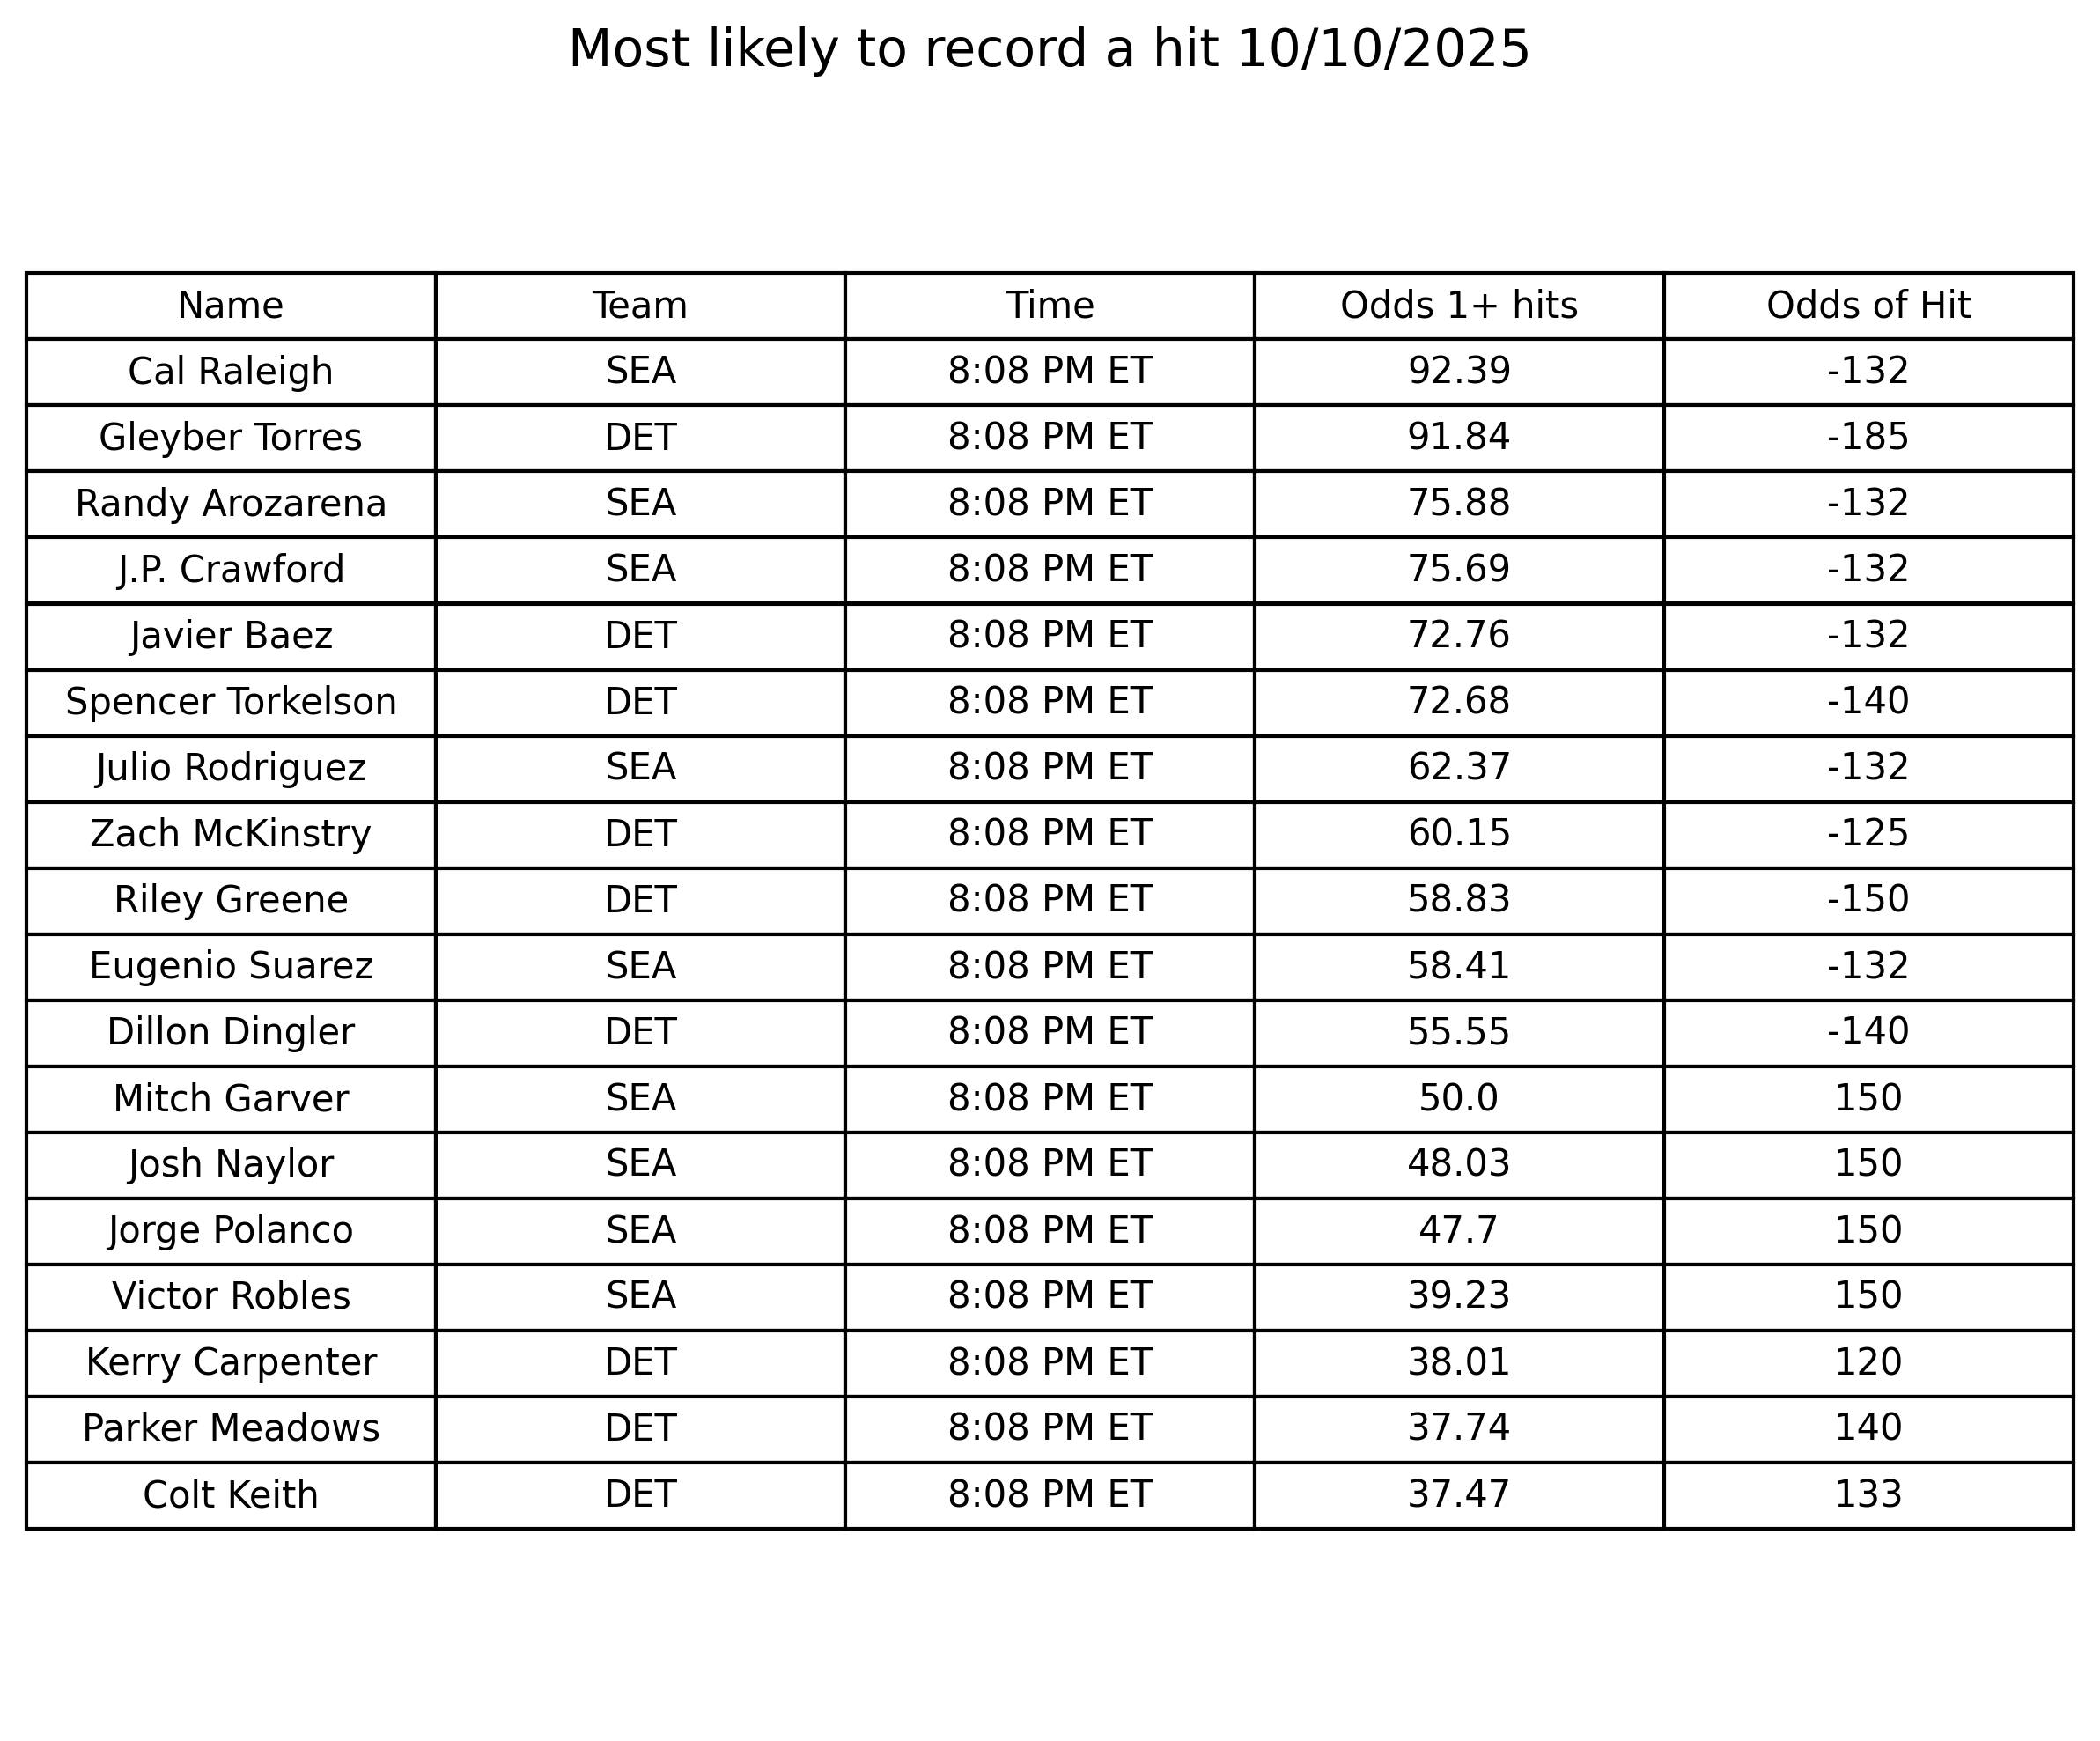 Most likely to record a hit 10/10/2025
Name Team Time Odds 1+ hits Odds of Hit
Cal Raleigh SEA 8:08 PM ET 92.39 -132
Gleyber Torres DET 8:08 PM ET 91.84 -185
Randy Arozarena SEA 8:08 PM ET 75.88 -132
J.P. Crawford SEA 8:08 PM ET 75.69 -132
Javier Baez DET 8:08 PM ET 72.76 -132
Spencer Torkelson DET 8:08 PM ET 72.68 -140
Julio Rodriguez SEA 8:08 PM ET 62.37 -132
Zach McKinstry DET 8:08 PM ET 60.15 -125
Riley Greene DET 8:08 PM ET 58.83 -150
Eugenio Suarez SEA 8:08 PM ET 58.41 -132
Dillon Dingler DET 8:08 PM ET 55.55 -140
Mitch Garver SEA 8:08 PM ET 50.0 150
Josh Naylor SEA 8:08 PM ET 48.03 150
Jorge Polanco SEA 8:08 PM ET 47.7 150
Victor Robles SEA 8:08 PM ET 39.23 150
Kerry Carpenter DET 8:08 PM ET 38.01 120
Parker Meadows DET 8:08 PM ET 37.74 140
Colt Keith DET 8:08 PM ET 37.47 133